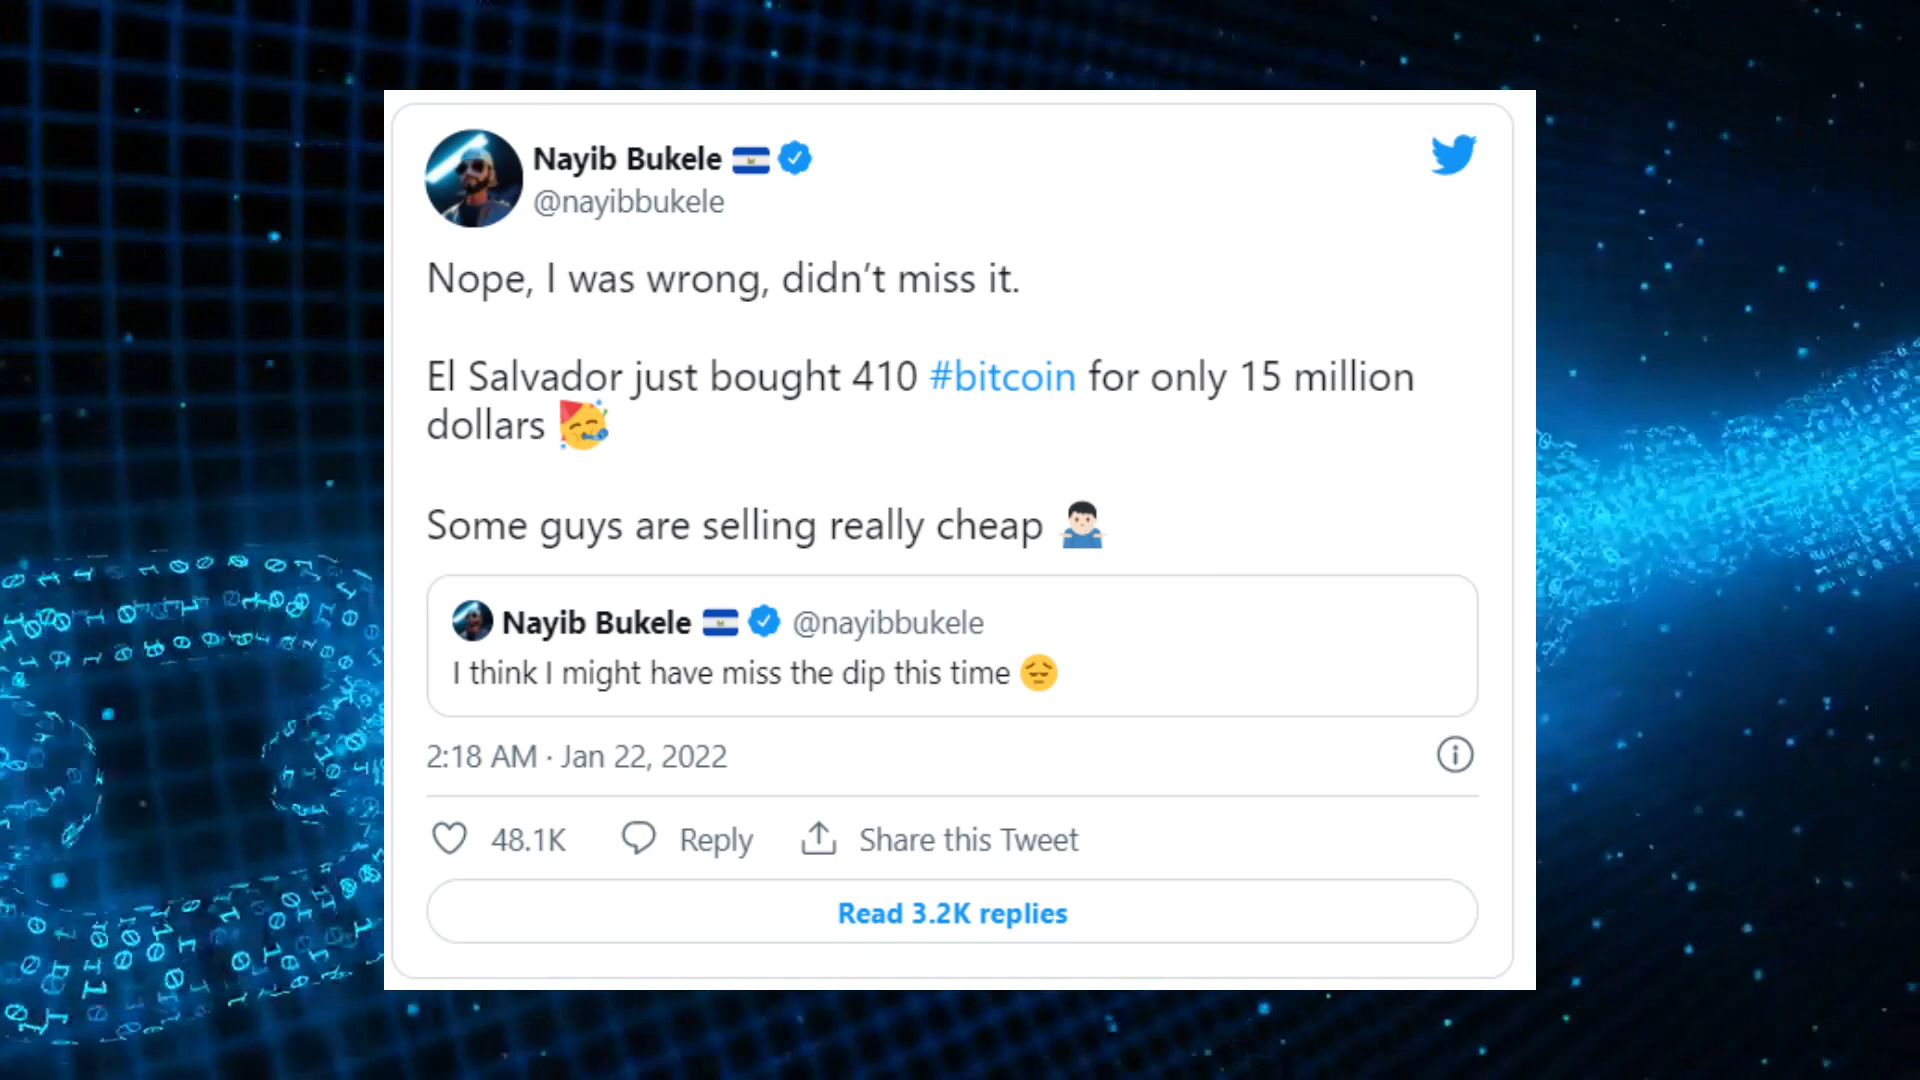 Nayib Bukele 🇸🇻
@nayibbukele
Nope, I was wrong, didn’t miss it.
El Salvador just bought 410 #bitcoin for only 15 million
dollars 🥳
Some guys are selling really cheap 🤷🏻‍♂️
Nayib Bukele 🇸🇻 @nayibbukele
I think I might have miss the dip this time 😔
2:18 AM · Jan 22, 2022
48.1K Reply Share this Tweet
Read 3.2K replies